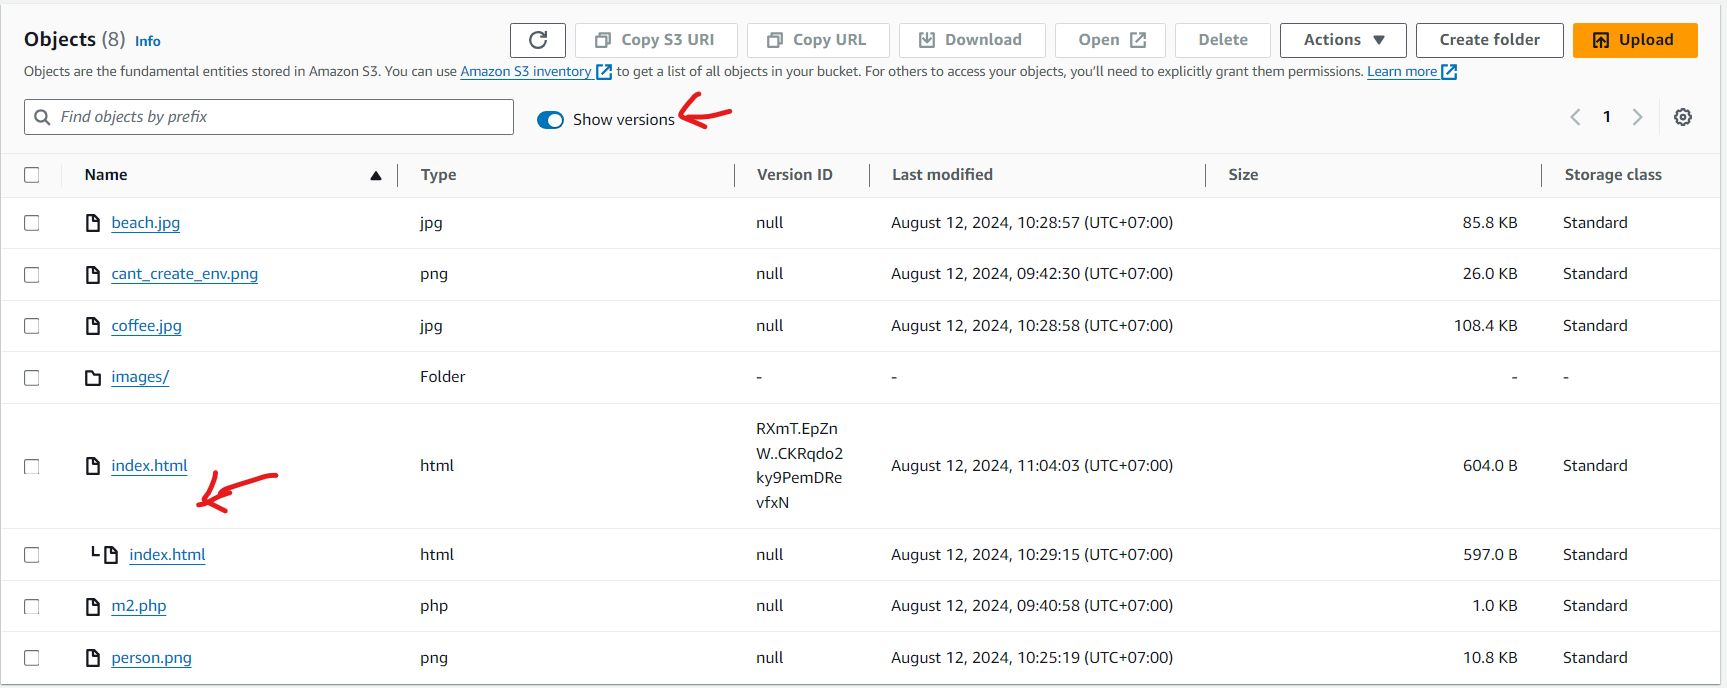 Objects (8) Info
Copy S3 URI Copy URL Download Open Delete Actions Create folder Upload
Objects are the fundamental entities stored in Amazon S3. You can use Amazon S3 inventory to get a list of all objects in your bucket. For others to access your objects, you'll need to explicitly grant them permissions. Learn more
Find objects by prefix Show versions 1
Name Type Version ID Last modified Size Storage class
beach.jpg jpg null August 12, 2024, 10:28:57 (UTC+07:00) 85.8 KB Standard
cant_create_env.png png null August 12, 2024, 09:42:30 (UTC+07:00) 26.0 KB Standard
coffee.jpg jpg null August 12, 2024, 10:28:58 (UTC+07:00) 108.4 KB Standard
images/ Folder - - - -
RXmT.EpZn
W..CKRqdo2
index.html html August 12, 2024, 11:04:03 (UTC+07:00) 604.0 B Standard
ky9PemDRe
vfxN
index.html html null August 12, 2024, 10:29:15 (UTC+07:00) 597.0 B Standard
m2.php php null August 12, 2024, 09:40:58 (UTC+07:00) 1.0 KB Standard
person.png png null August 12, 2024, 10:25:19 (UTC+07:00) 10.8 KB Standard